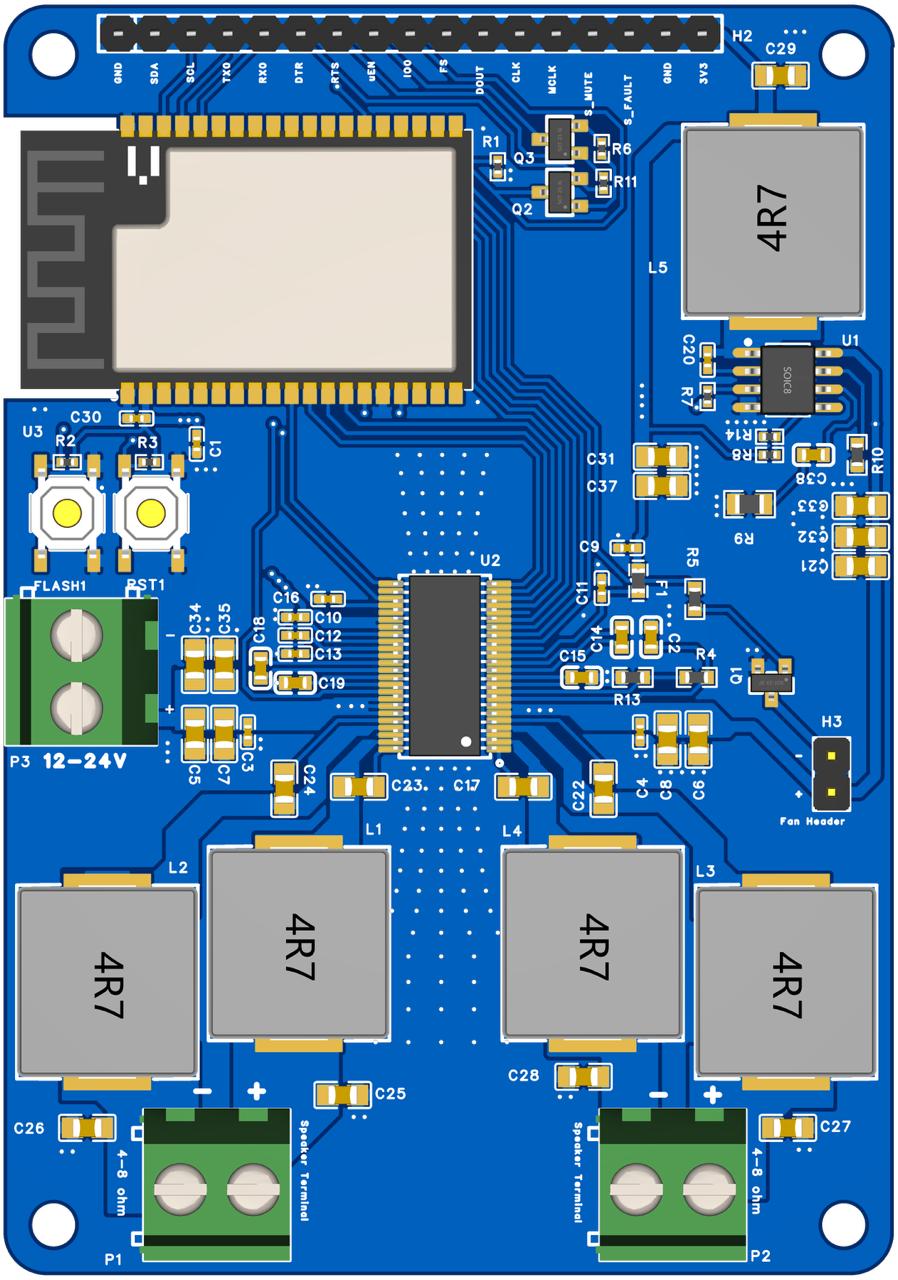 U1
R10
C33
C32
C21
C38
H3
-
+
Fan Header
C29
4R7
SOIC8
R14
R8
R9
Q1
C20
R7
L5
H2
3V3
GND
S_FAULT
S_MUTE
MCLK
CLK
DOUT
FS
IO0
uEN
RTS
DTR
RX0
TX0
SCL
SDA
GND
R6
R11
Q3
Q2
R1
C31
C37
R5
F1
C9
C11
C2
C14
C15
R4
R13
C6
C8
C4
C22
U2
C17
C23
L3
4R7
C27
4-8 ohm
P2
+
-
Speaker Terminal
L4
4R7
C28
L1
4R7
C25
Speaker Terminal
+
-
4-8 ohm
P1
L2
4R7
C26
C24
C16
C10
C12
C13
C19
C18
C3
C35
C7
C34
C5
-
+
P3
12-24V
C1
R3
C30
R2
U3
RST1
FLASH1